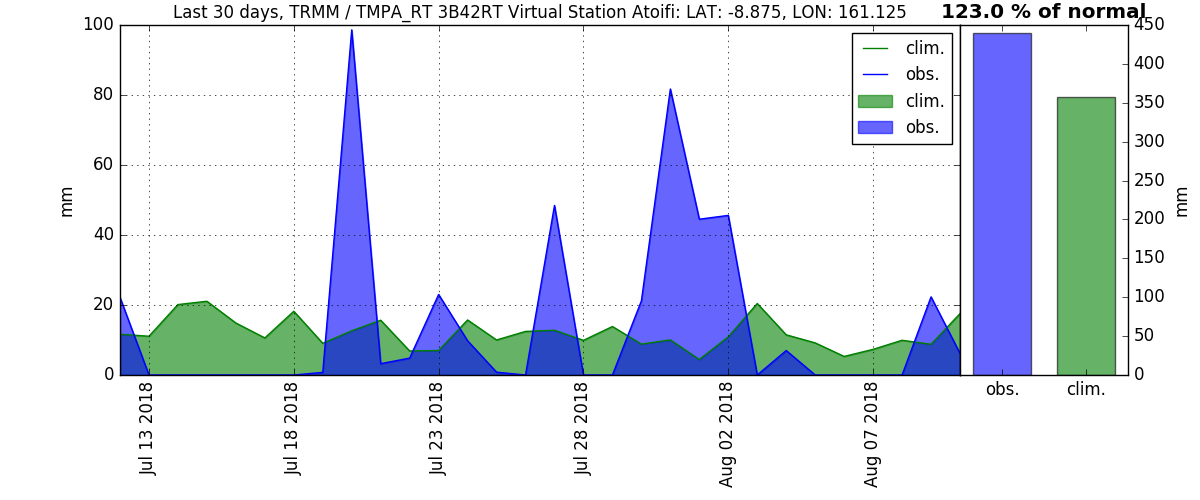 Last 30 days, TRMM / TMPA_RT 3B42RT Virtual Station Atoifi: LAT: -8.875, LON: 161.125
123.0 % of normal
100
80
60
40
20
0
mm
clim.
obs.
clim.
obs.
450
400
350
300
250
200
150
100
50
0
mm
Jul 13 2018
Jul 18 2018
Jul 23 2018
Jul 28 2018
Aug 02 2018
Aug 07 2018
obs.
clim.